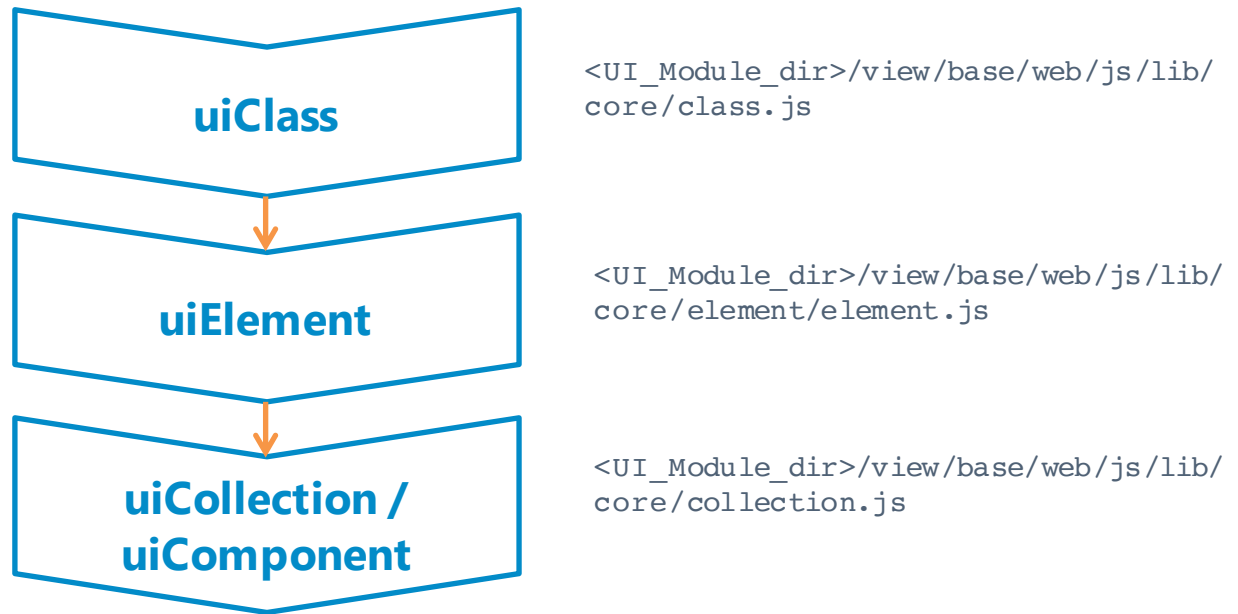 uiClass
<UI_Module_dir>/view/base/web/js/lib/
core/class.js
uiElement
<UI_Module_dir>/view/base/web/js/lib/
core/element/element.js
uiCollection /
uiComponent
<UI_Module_dir>/view/base/web/js/lib/
core/collection.js